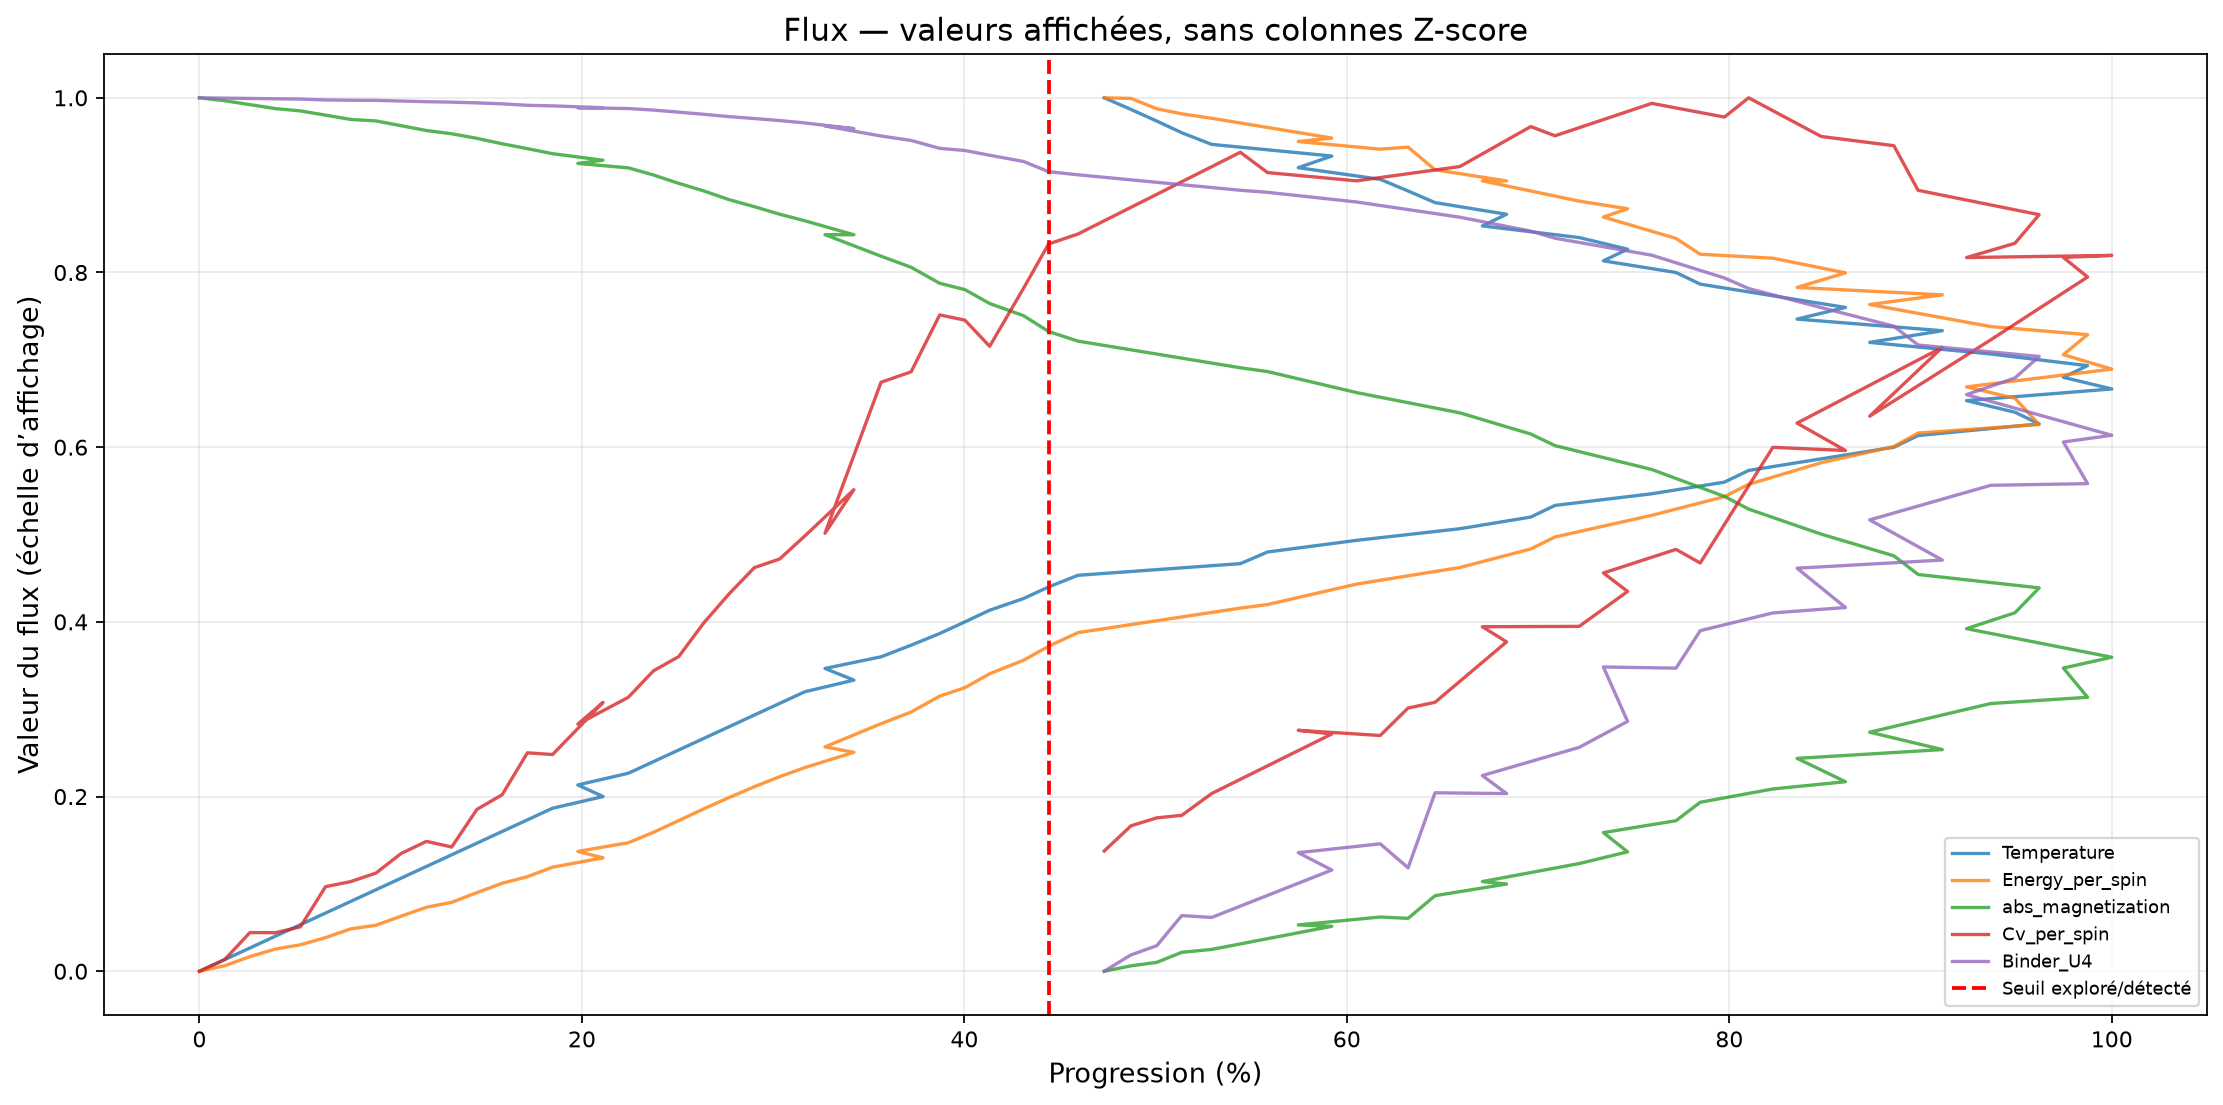 Flux — valeurs affichées, sans colonnes Z-score
Valeur du flux (échelle d’affichage)
1.0
0.8
0.6
0.4
0.2
0.0
0 20 40 60 80 100
Progression (%)
Temperature
Energy_per_spin
abs_magnetization
Cv_per_spin
Binder_U4
Seuil exploré/détecté